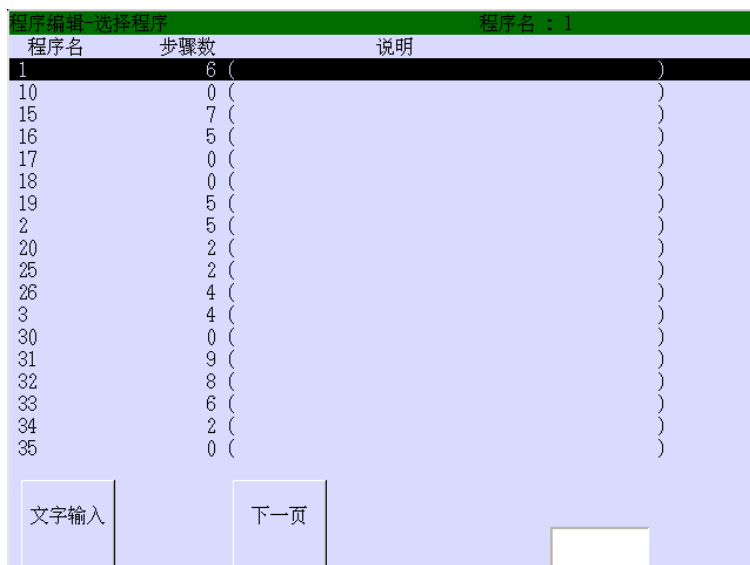 程序编辑-选择程序 程序名 : 1
程序名 步骤数 说明
1 6 ( )
10 0 ( )
15 7 ( )
16 5 ( )
17 0 ( )
18 0 ( )
19 5 ( )
2 5 ( )
20 2 ( )
25 2 ( )
26 4 ( )
3 4 ( )
30 0 ( )
31 9 ( )
32 8 ( )
33 6 ( )
34 2 ( )
35 0 ( )
文字输入 下一页